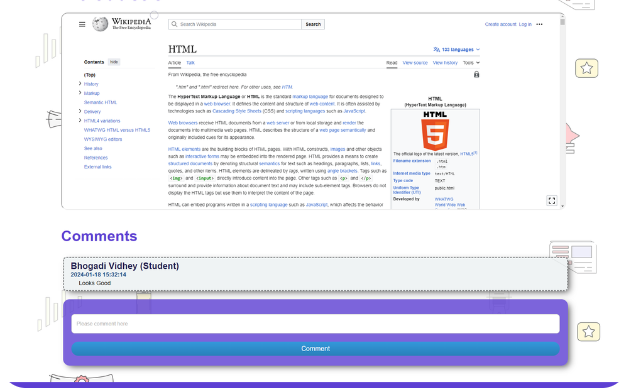 WIKIPEDIA
The Free Encyclopedia
Search Wikipedia
Search
Create account Log in •••
HTML
122 languages
Article Talk
Read View source View history Tools
Contents hide
(Top)
History
Markup
Semantic HTML
Delivery
HTML4 variations
WHATWG HTML versus HTML5
WYSIWYG editors
See also
References
External links
From Wikipedia, the free encyclopedia
".htm" and ".html" redirect here. For other uses, see HTM.
The HyperText Markup Language or HTML is the standard markup language for documents designed to
be displayed in a web browser. It defines the content and structure of web content. It is often assisted by
technologies such as Cascading Style Sheets (CSS) and scripting languages such as JavaScript.
Web browsers receive HTML documents from a web server or from local storage and render the
documents into multimedia web pages. HTML describes the structure of a web page semantically and
originally included cues for its appearance.
HTML elements are the building blocks of HTML pages. With HTML constructs, images and other objects
such as interactive forms may be embedded into the rendered page. HTML provides a means to create
structured documents by denoting structural semantics for text such as headings, paragraphs, lists, links,
quotes, and other items. HTML elements are delineated by tags, written using angle brackets. Tags such as
<img> and <input> directly introduce content into the page. Other tags such as <p> and </p>
surround and provide information about document text and may include sub-element tags. Browsers do not
display the HTML tags but use them to interpret the content of the page.
HTML can embed programs written in a scripting language such as JavaScript, which affects the behavior
HTML
(HyperText Markup Language)
HTML
5
The official logo of the latest version, HTML5
Filename extension .html
.htm
Internet media type text/html
Type code TEXT
Uniform Type public.html
Identifier (UTI)
Developed by WHATWG
World Wide Web
Comments
Bhogadi Vidhey (Student)
2024-01-18 15:32:14
Looks Good
Please comment here
Comment